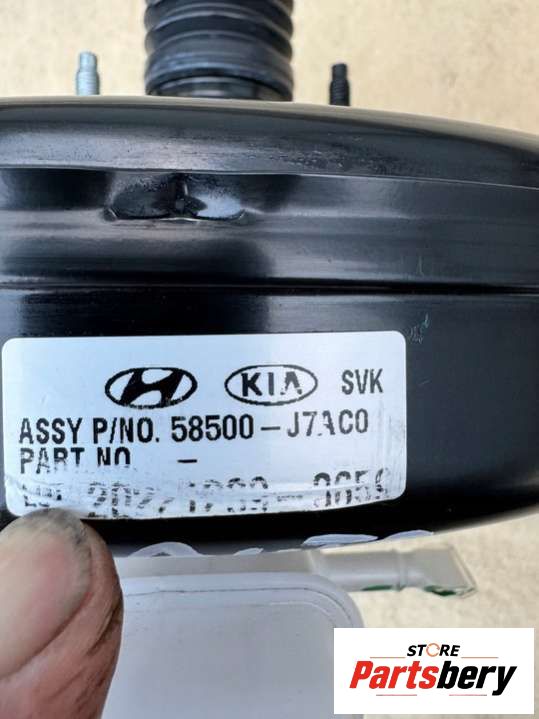 KIA SVK
ASSY P/NO. 58500-J7AC0
PART NO -
STORE
Partsbery